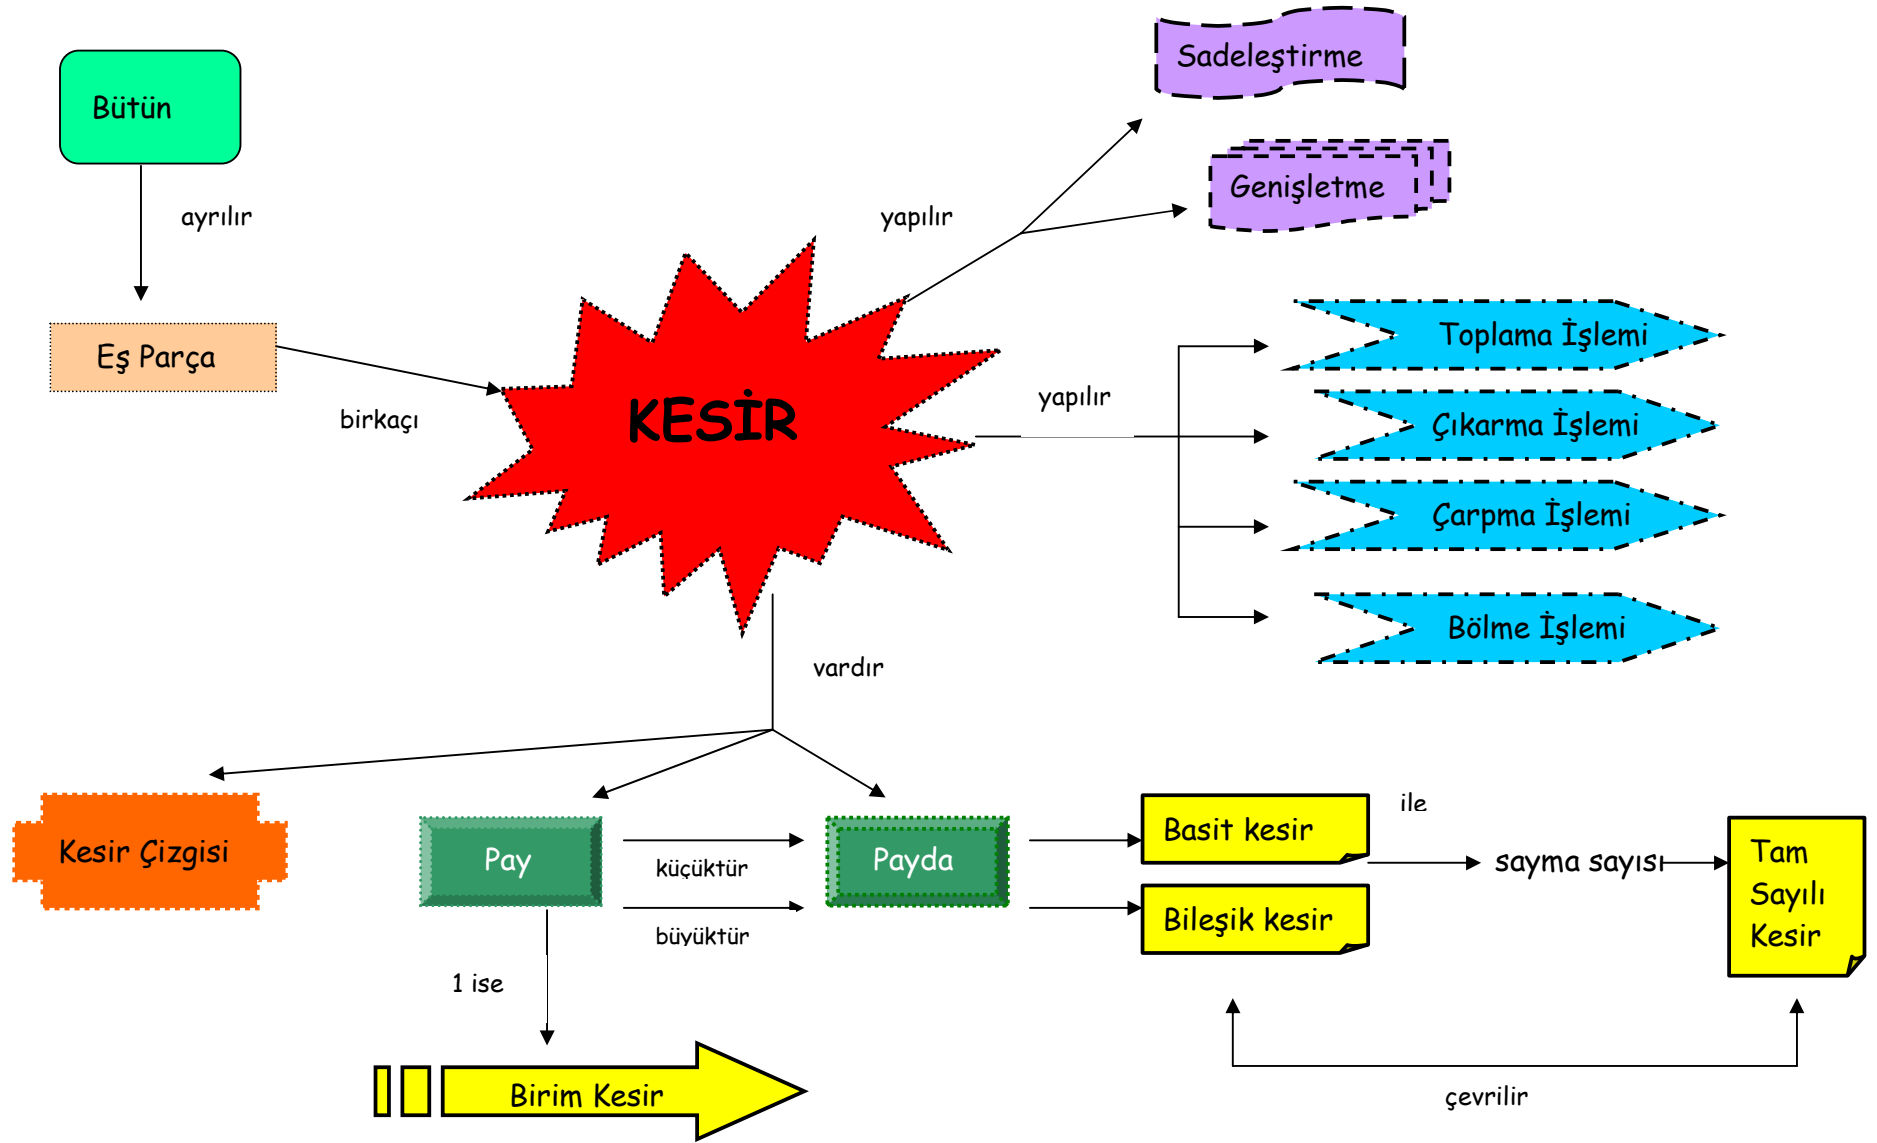 Sadeleştirme
Bütün
Genişletme
ayrılır
yapılır
Toplama İşlemi
Eş Parça
birkaçı
KESİR
yapılır
Çıkarma İşlemi
Çarpma İşlemi
Bölme İşlemi
vardır
Kesir Çizgisi
Pay
küçüktür
büyüktür
Payda
Basit kesir
Bileşik kesir
ile
sayma sayısı
Tam
Sayılı
Kesir
1 ise
Birim Kesir
çevrilir